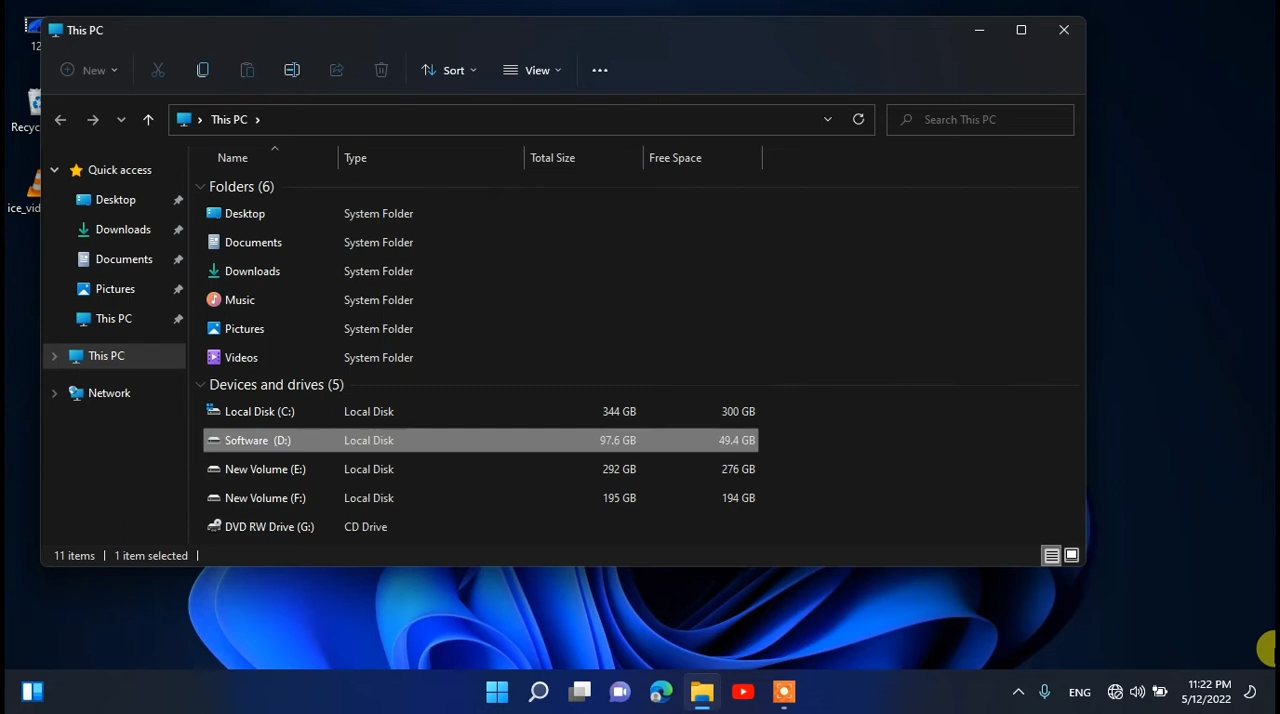 This PC
12
New
Sort
View
This PC
Search This PC
Recyc
ice_vid
Quick access
Desktop
Downloads
Documents
Pictures
This PC
This PC
Network
Name Type Total Size Free Space
Folders (6)
Desktop System Folder
Documents System Folder
Downloads System Folder
Music System Folder
Pictures System Folder
Videos System Folder
Devices and drives (5)
Local Disk (C:) Local Disk 344 GB 300 GB
Software (D:) Local Disk 97.6 GB 49.4 GB
New Volume (E:) Local Disk 292 GB 276 GB
New Volume (F:) Local Disk 195 GB 194 GB
DVD RW Drive (G:) CD Drive
11 items 1 item selected
ENG
11:22 PM
5/12/2022